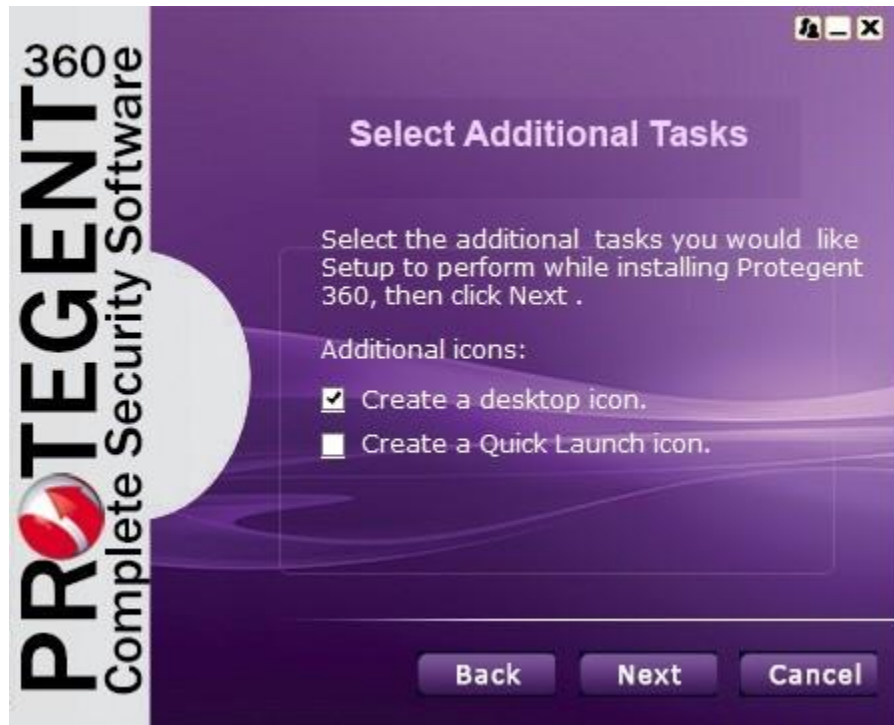 PROTEGENT 360
Complete Security Software
Select Additional Tasks
Select the additional tasks you would like
Setup to perform while installing Protegent
360, then click Next .
Additional icons:
Create a desktop icon.
Create a Quick Launch icon.
Back
Next
Cancel